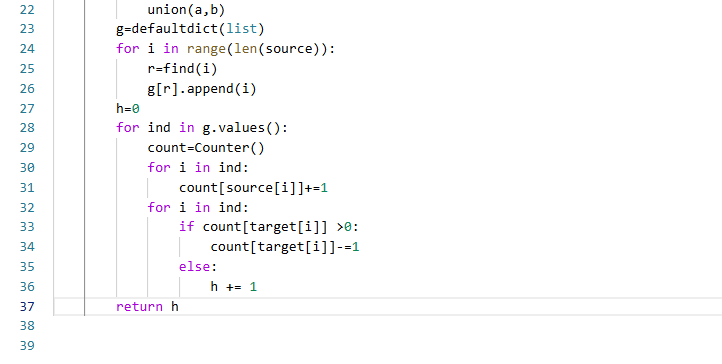 22 union(a,b)
23 g=defaultdict(list)
24 for i in range(len(source)):
25 r=find(i)
26 g[r].append(i)
27 h=0
28 for ind in g.values():
29 count=Counter()
30 for i in ind:
31 count[source[i]]+=1
32 for i in ind:
33 if count[target[i]] >0:
34 count[target[i]]-=1
35 else:
36 h += 1
37 return h
38
39